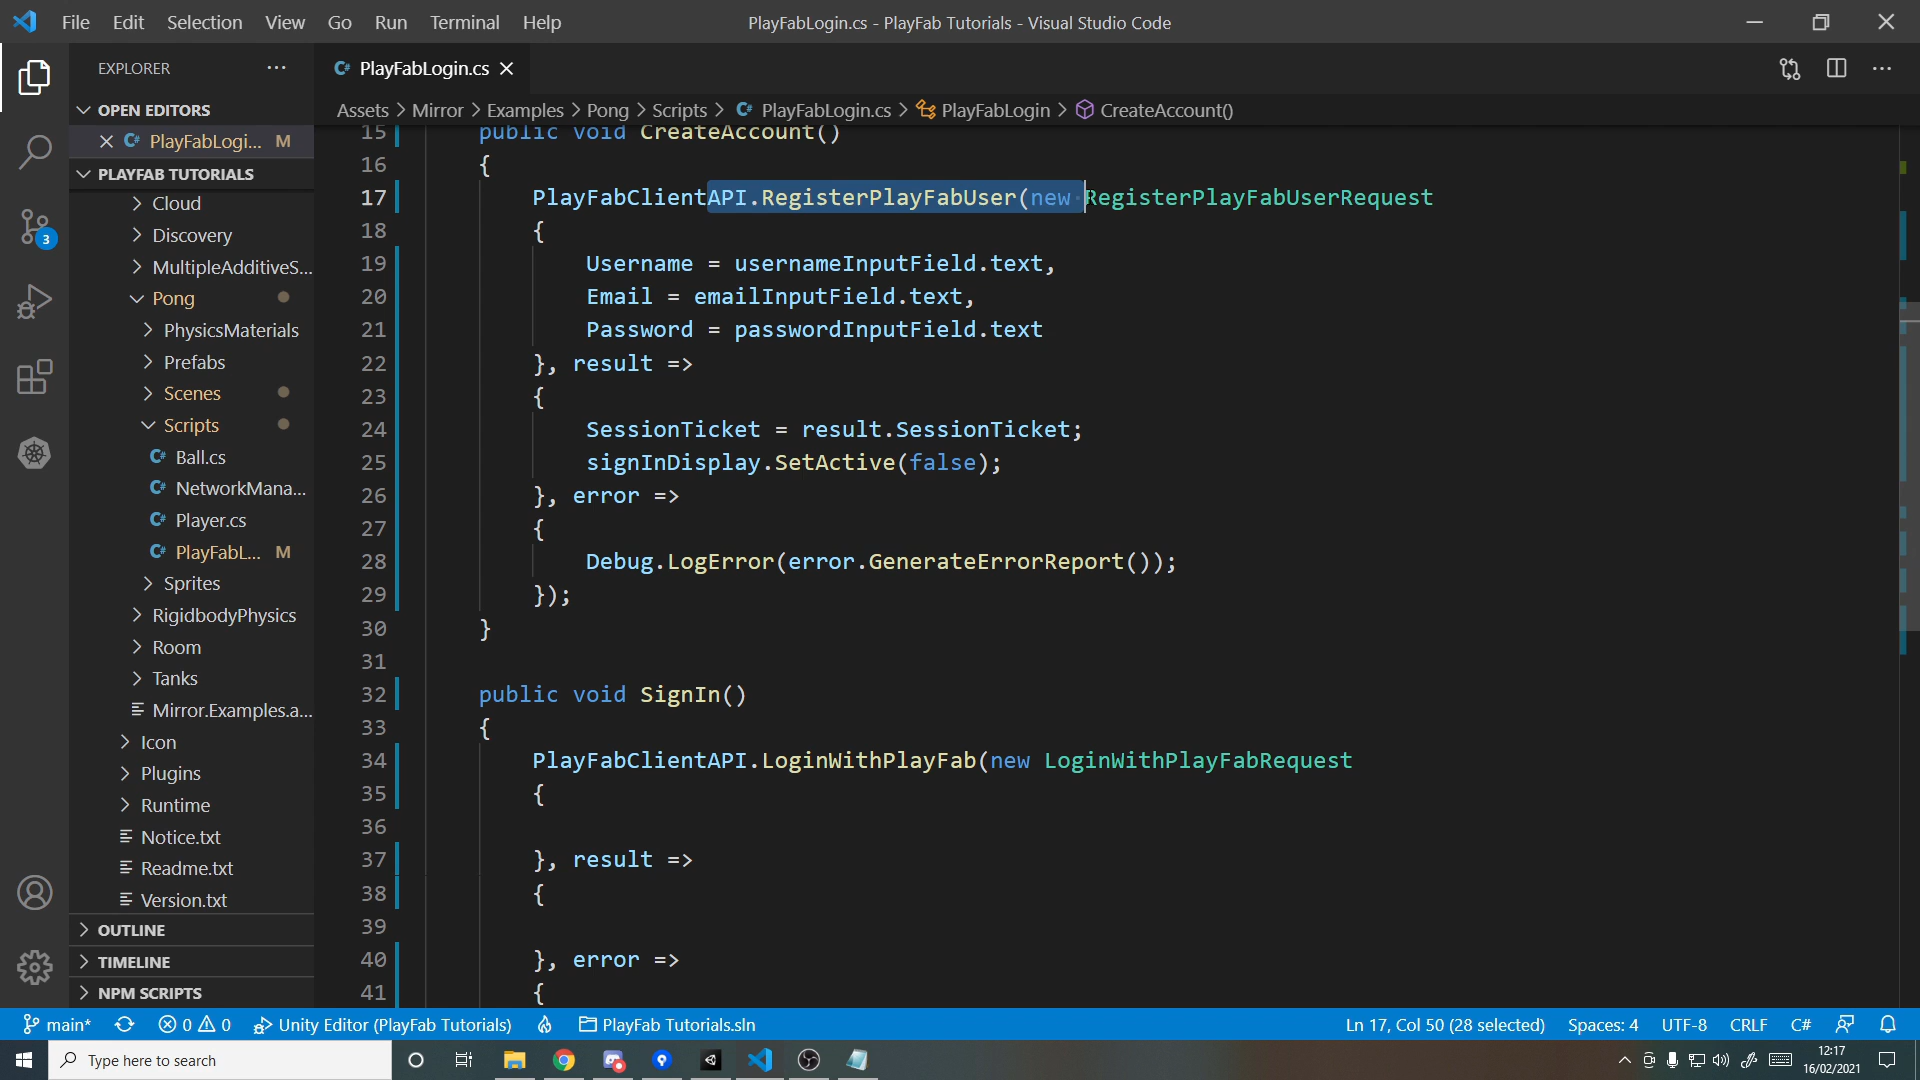 File Edit Selection View Go Run Terminal Help
PlayFabLogin.cs - PlayFab Tutorials - Visual Studio Code
EXPLORER
OPEN EDITORS
PlayFabLogi... M
PLAYFAB TUTORIALS
Cloud
Discovery
MultipleAdditiveS...
Pong
PhysicsMaterials
Prefabs
Scenes
Scripts
C# Ball.cs
C# NetworkMana...
C# Player.cs
C# PlayFabL... M
Sprites
RigidbodyPhysics
Room
Tanks
Mirror.Examples.a...
Icon
Plugins
Runtime
Notice.txt
Readme.txt
Version.txt
OUTLINE
TIMELINE
NPM SCRIPTS
3
PlayFabLogin.cs
Assets > Mirror > Examples > Pong > Scripts > PlayFabLogin.cs > PlayFabLogin > CreateAccount()
15 public void CreateAccount()
16 {
17 PlayFabClientAPI.RegisterPlayFabUser(new RegisterPlayFabUserRequest
18 {
19 Username = usernameInputField.text,
20 Email = emailInputField.text,
21 Password = passwordInputField.text
22 }, result =>
23 {
24 SessionTicket = result.SessionTicket;
25 signInDisplay.SetActive(false);
26 }, error =>
27 {
28 Debug.LogError(error.GenerateErrorReport());
29 });
30 }
31
32 public void SignIn()
33 {
34 PlayFabClientAPI.LoginWithPlayFab(new LoginWithPlayFabRequest
35 {
36
37 }, result =>
38 {
39
40 }, error =>
41 {
main* 0 0 Unity Editor (PlayFab Tutorials) PlayFab Tutorials.sln
Ln 17, Col 50 (28 selected) Spaces: 4 UTF-8 CRLF C#
Type here to search
12:17
16/02/2021